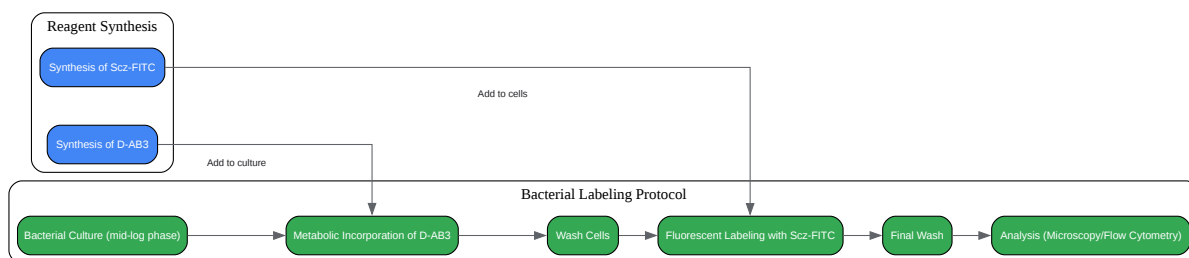 Reagent Synthesis
Synthesis of Scz-FITC
Add to cells
Synthesis of D-AB3
Add to culture
Bacterial Labeling Protocol
Bacterial Culture (mid-log phase)
Metabolic Incorporation of D-AB3
Wash Cells
Fluorescent Labeling with Scz-FITC
Final Wash
Analysis (Microscopy/Flow Cytometry)